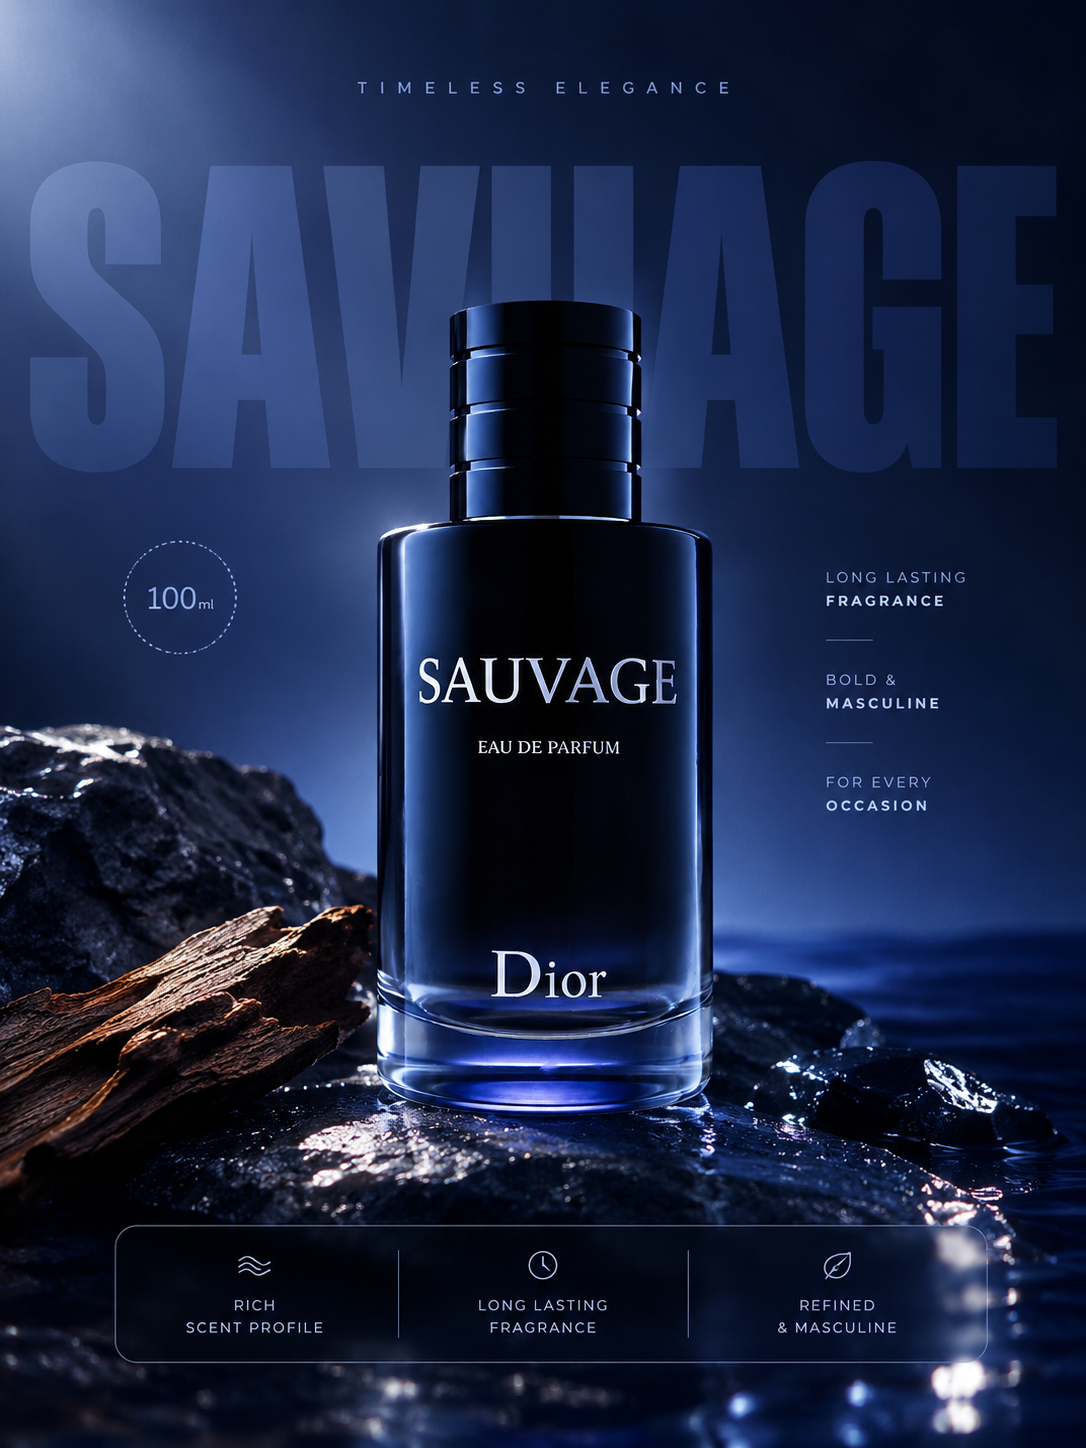 TIMELESS ELEGANCE
SAVUAGE
100ml
LONG LASTING
FRAGRANCE
BOLD &
MASCULINE
FOR EVERY
OCCASION
SAUVAGE
EAU DE PARFUM
Dior
RICH
SCENT PROFILE
LONG LASTING
FRAGRANCE
REFINED
& MASCULINE